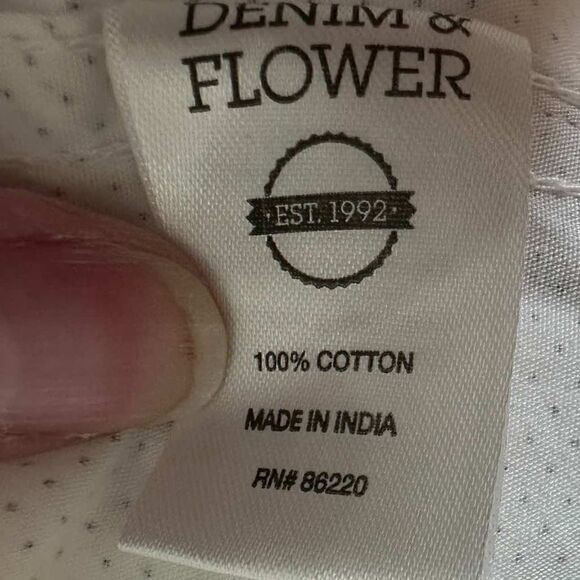 DENIM &
FLOWER
· EST. 1992 ·
100% COTTON
MADE IN INDIA
RN# 86220